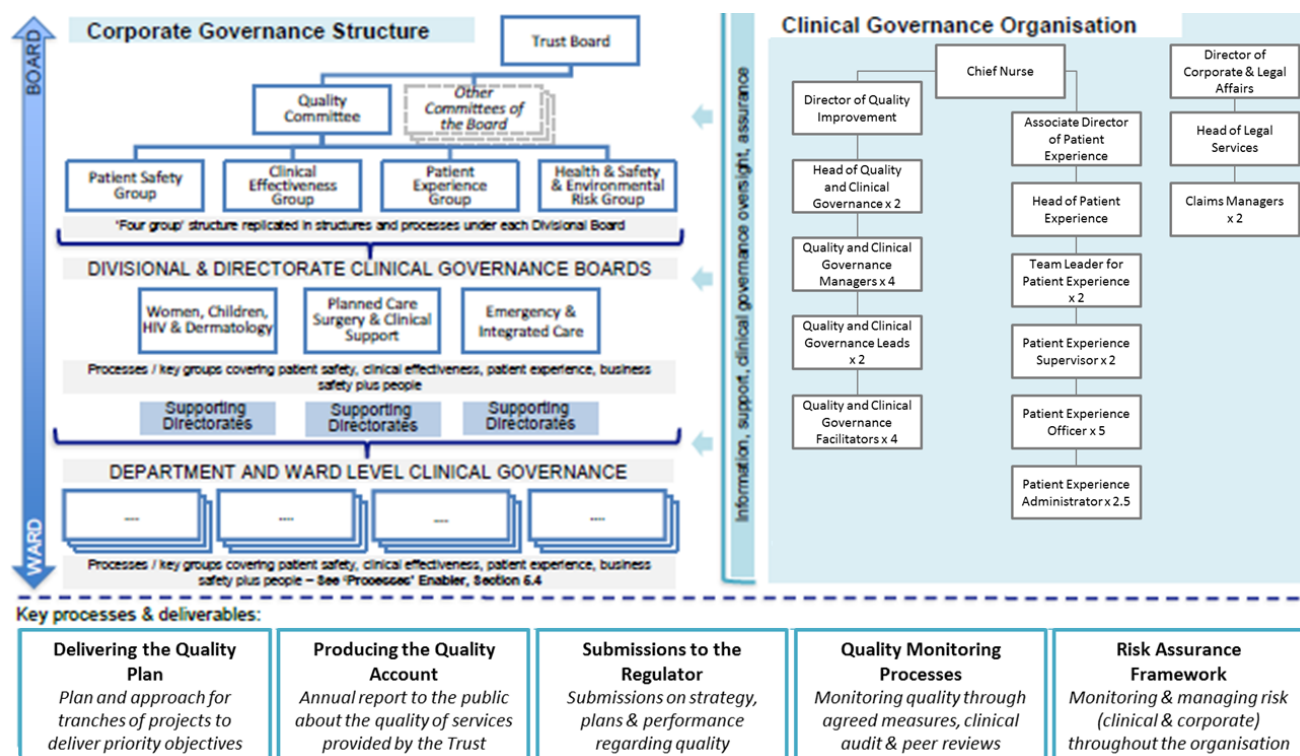 BOARD
WARD
Corporate Governance Structure
Trust Board
Quality
Committee
Other
Committees of
the Board
Patient Safety
Group
Clinical
Effectiveness
Group
Patient
Experience
Group
Health & Safety
& Environmental
Risk Group
'Four group' structure replicated in structures and processes under each Divisional Board
DIVISIONAL & DIRECTORATE CLINICAL GOVERNANCE BOARDS
Women, Children,
HIV & Dermatology
Planned Care
Surgery & Clinical
Support
Emergency &
Integrated Care
Processes / key groups covering patient safety, clinical effectiveness, patient experience, business
safety plus people
Supporting
Directorates
Supporting
Directorates
Supporting
Directorates
DEPARTMENT AND WARD LEVEL CLINICAL GOVERNANCE
....
....
....
....
Processes / key groups covering patient safety, clinical effectiveness, patient experience, business
safety plus people – See 'Processes' Enabler, Section 5.4
Information, support, clinical governance oversight, assurance
Clinical Governance Organisation
Chief Nurse
Director of Quality
Improvement
Head of Quality
and Clinical
Governance x 2
Quality and Clinical
Governance
Managers x 4
Quality and Clinical
Governance Leads
x 2
Quality and Clinical
Governance
Facilitators x 4
Associate Director
of Patient
Experience
Head of Patient
Experience
Team Leader for
Patient Experience
x 2
Patient Experience
Supervisor x 2
Patient Experience
Officer x 5
Patient Experience
Administrator x 2.5
Director of
Corporate & Legal
Affairs
Head of Legal
Services
Claims Managers
x 2
Key processes & deliverables:
Delivering the Quality
Plan
Plan and approach for
tranches of projects to
deliver priority objectives
Producing the Quality
Account
Annual report to the public
about the quality of services
provided by the Trust
Submissions to the
Regulator
Submissions on strategy,
plans & performance
regarding quality
Quality Monitoring
Processes
Monitoring quality through
agreed measures, clinical
audit & peer reviews
Risk Assurance
Framework
Monitoring & managing risk
(clinical & corporate)
throughout the organisation